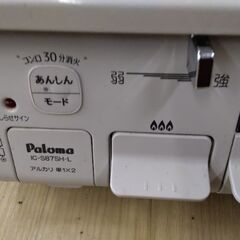 コンロ30分消火
あんしん
モード
弱
強
らせサイン
Paloma
IC-S87SH-L
アルカリ 単1×2